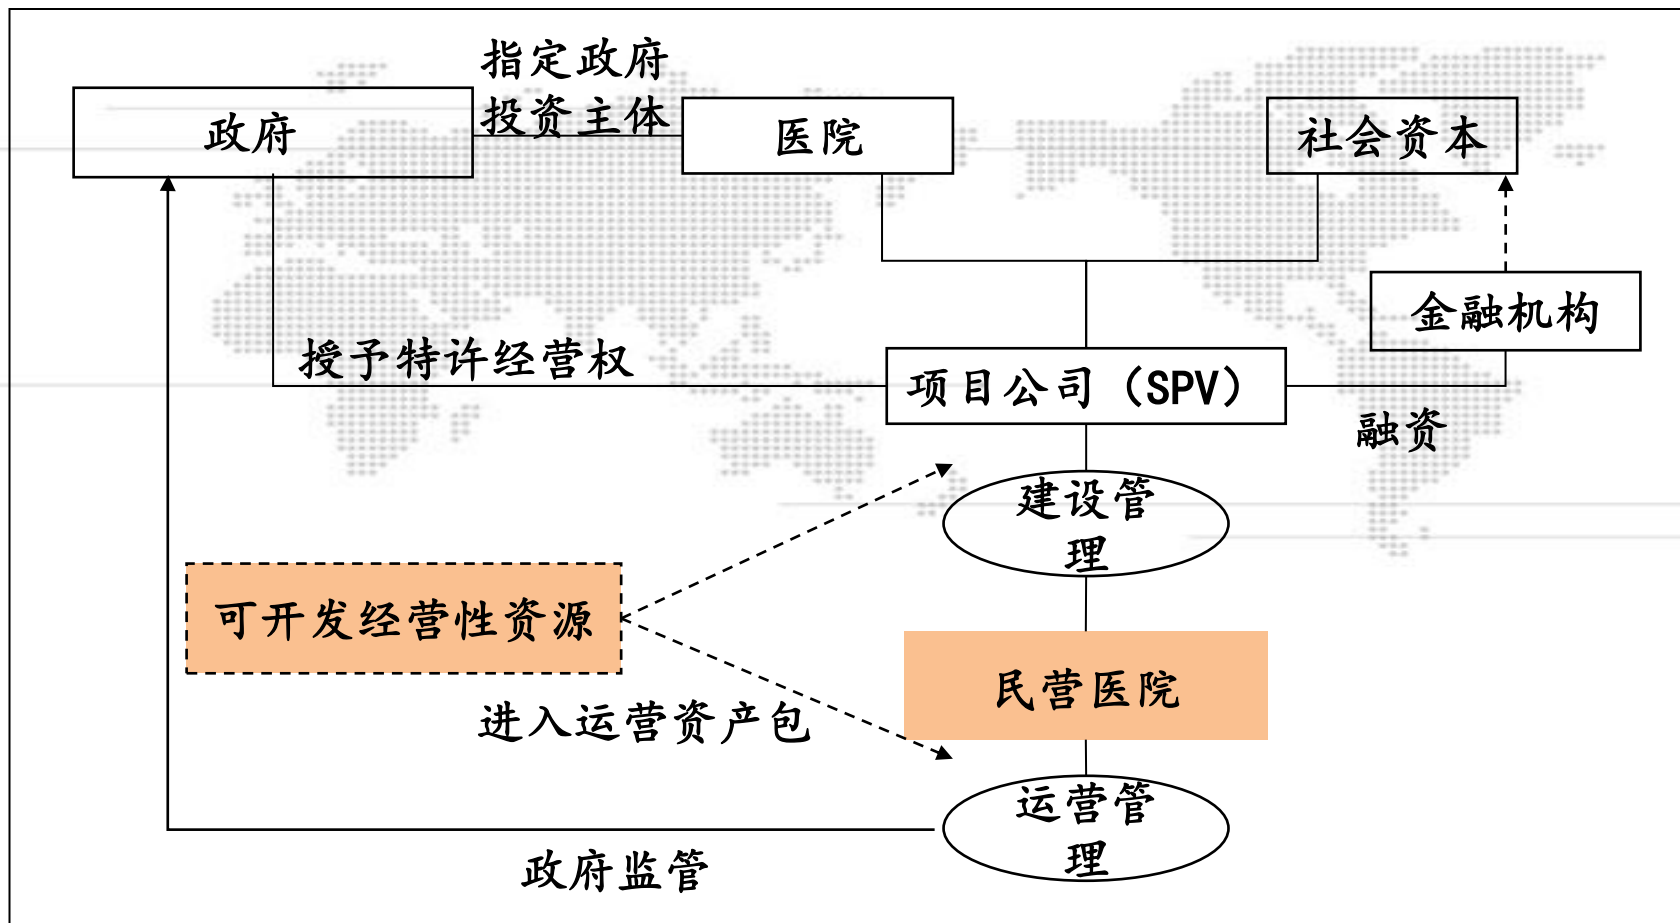 指定政府
投资主体
政府
医院
社会资本
金融机构
授予特许经营权
项目公司（SPV）
融资
建设管
理
可开发经营性资源
民营医院
进入运营资产包
运营管
理
政府监管